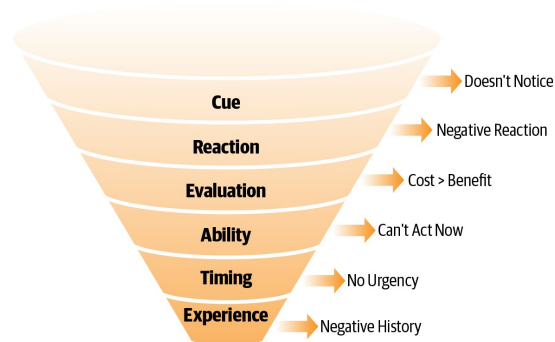 Cue
Doesn't Notice
Reaction
Negative Reaction
Evaluation
Cost > Benefit
Ability
Can't Act Now
Timing
No Urgency
Experience
Negative History